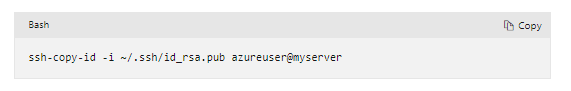 Bash
Copy
ssh-copy-id -i ~/.ssh/id_rsa.pub azureuser@myserver